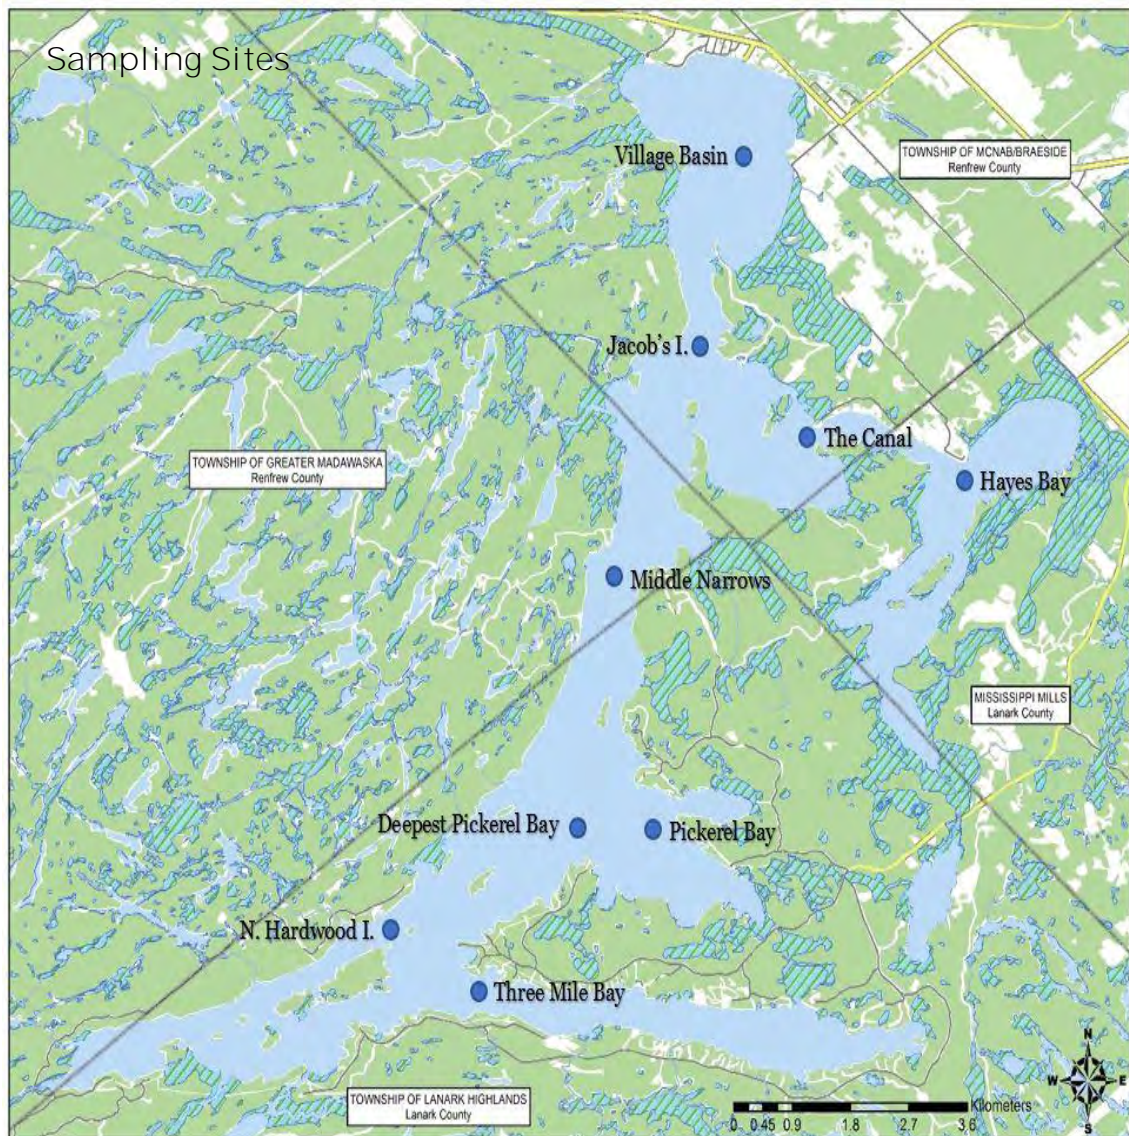 Sampling Sites
Village Basin
TOWNSHIP OF MCNAB/BRAESIDE
Renfrew County
Jacob's I.
The Canal
TOWNSHIP OF GREATER MADAWASKA
Renfrew County
Hayes Bay
Middle Narrows
MISSISSIPPI MILLS
Lanark County
Deepest Pickerel Bay
Pickerel Bay
N. Hardwood I.
Three Mile Bay
TOWNSHIP OF LANARK HIGHLANDS
Lanark County
N
W E
S
Kilometers
0 0.45 0.9 1.8 2.7 3.6